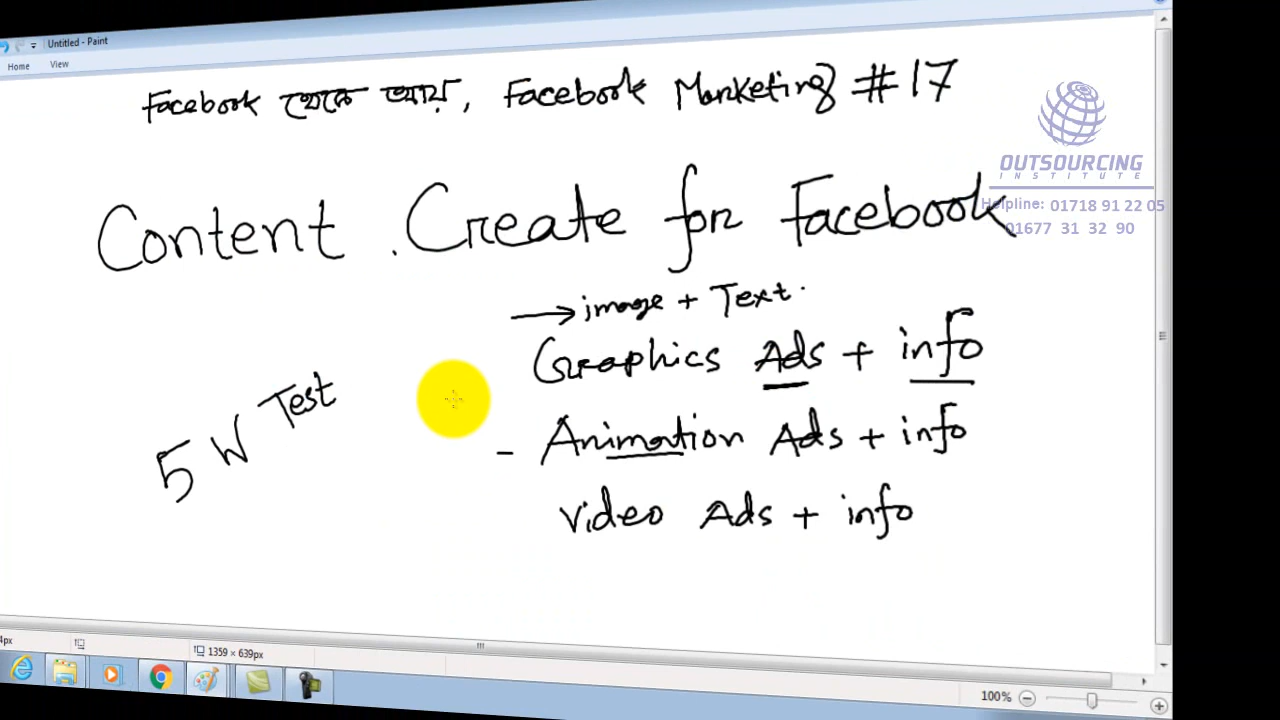 Untitled - Paint
Home View
Facebook থেকে আয়, Facebook Marketing #17
OUTSOURCING
INSTITUTE
Helpline: 01718 91 22 05
01677 31 32 90
Content. Create for Facebook
→ image + Text.
Graphics Ads + info
- Animation Ads + info
video Ads + info
5 W Test
4px
1359 × 639px
100%